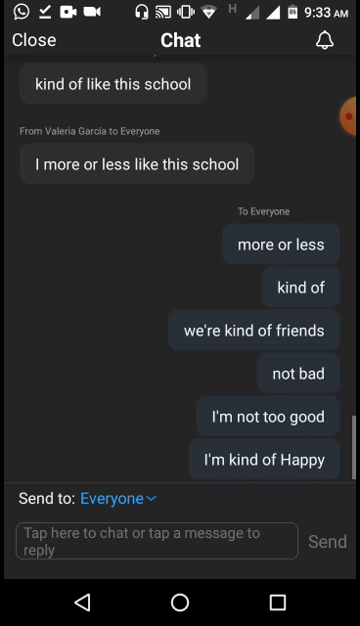 H
9:33 AM
Close
Chat
kind of like this school
From Valeria García to Everyone
I more or less like this school
To Everyone
more or less
kind of
we're kind of friends
not bad
I'm not too good
I'm kind of Happy
Send to: Everyone
Tap here to chat or tap a message to
reply
Send